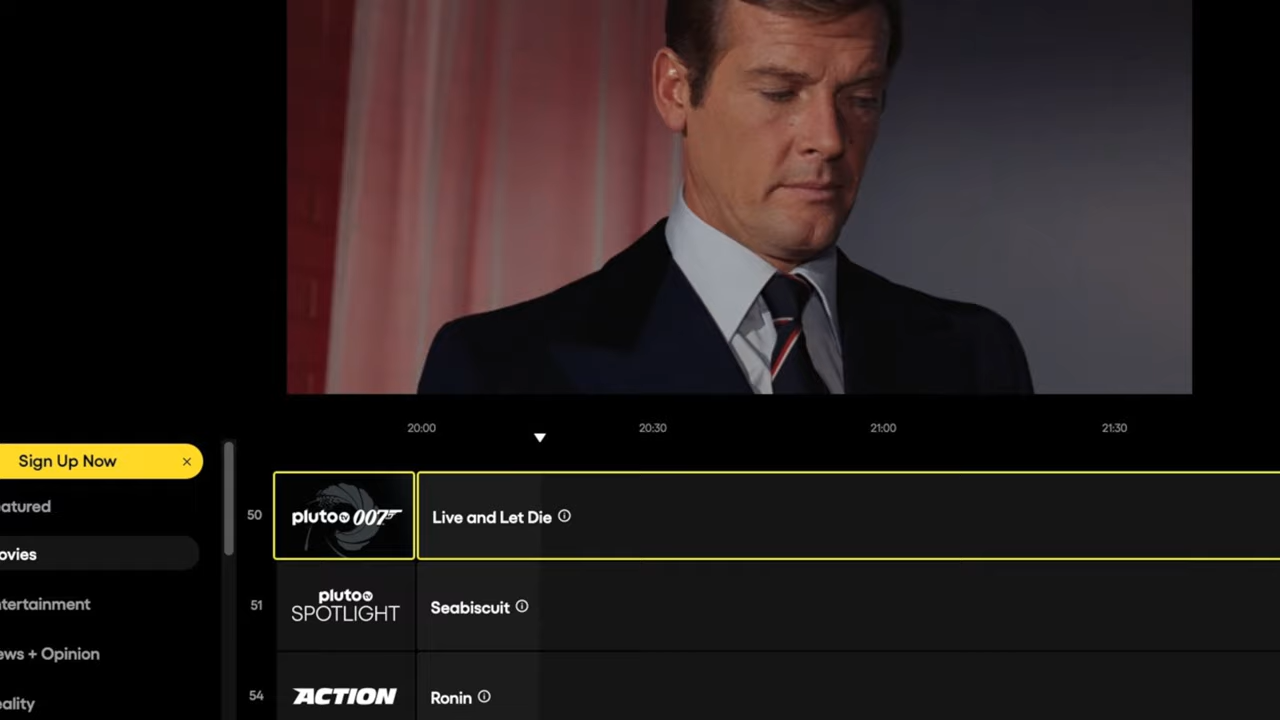 20:00 20:30 21:00 21:30
Sign Up Now ×
atured
ovies
tertainment
ews + Opinion
ality
50 pluto tv 007 Live and Let Die
51 pluto tv SPOTLIGHT Seabiscuit
54 ACTION Ronin